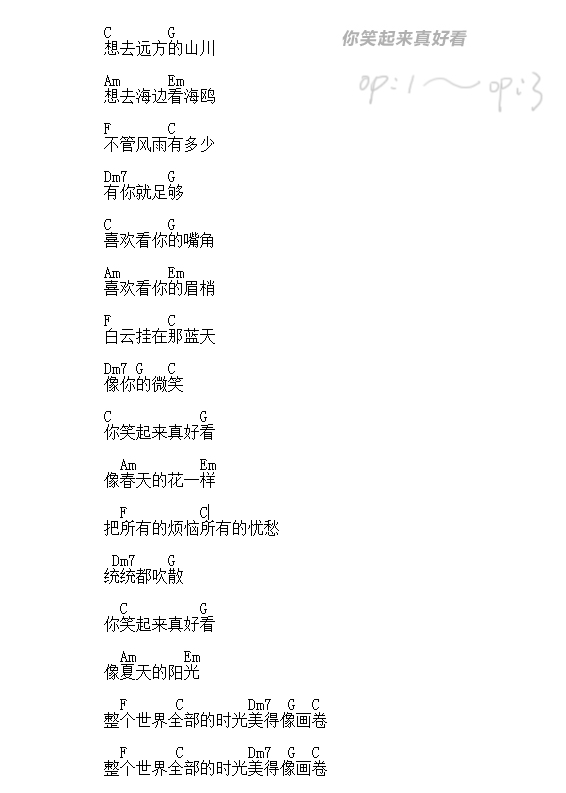 你笑起来真好看
op:1～op:3
C G
想去远方的山川
Am Em
想去海边看海鸥
F C
不管风雨有多少
Dm7 G
有你就足够
C G
喜欢看你的嘴角
Am Em
喜欢看你的眉梢
F C
白云挂在那蓝天
Dm7 G C
像你的微笑
C G
你笑起来真好看
Am Em
像春天的花一样
F C
把所有的烦恼所有的忧愁
Dm7 G
统统都吹散
C G
你笑起来真好看
Am Em
像夏天的阳光
F C Dm7 G C
整个世界全部的时光美得像画卷
F C Dm7 G C
整个世界全部的时光美得像画卷